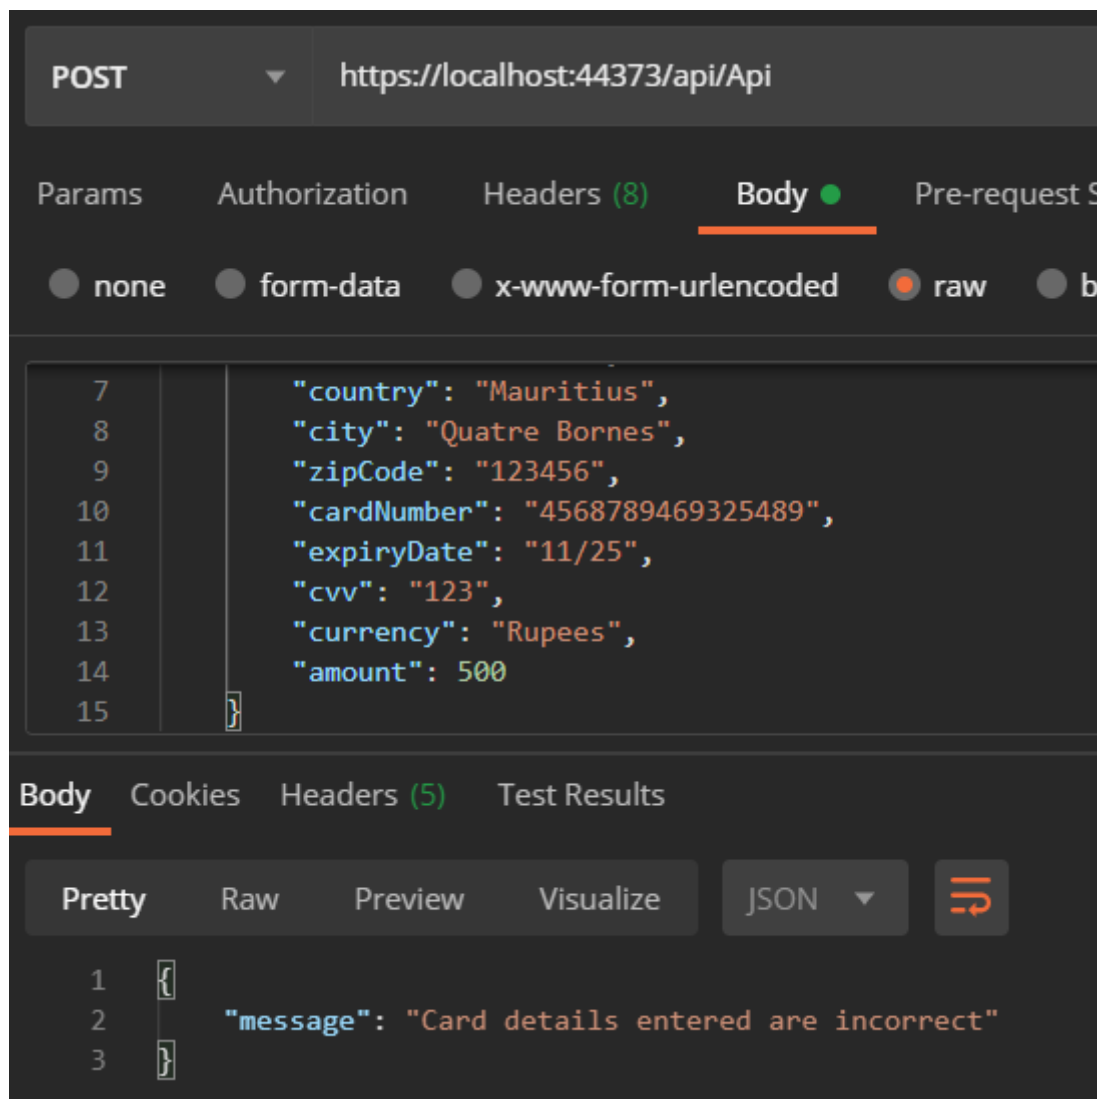 POST https://localhost:44373/api/Api
Params Authorization Headers (8) Body Pre-request S
none form-data x-www-form-urlencoded raw b
7 "country": "Mauritius",
8 "city": "Quatre Bornes",
9 "zipCode": "123456",
10 "cardNumber": "4568789469325489",
11 "expiryDate": "11/25",
12 "cvv": "123",
13 "currency": "Rupees",
14 "amount": 500
15 }
Body Cookies Headers (5) Test Results
Pretty Raw Preview Visualize JSON
1 {
2 "message": "Card details entered are incorrect"
3 }